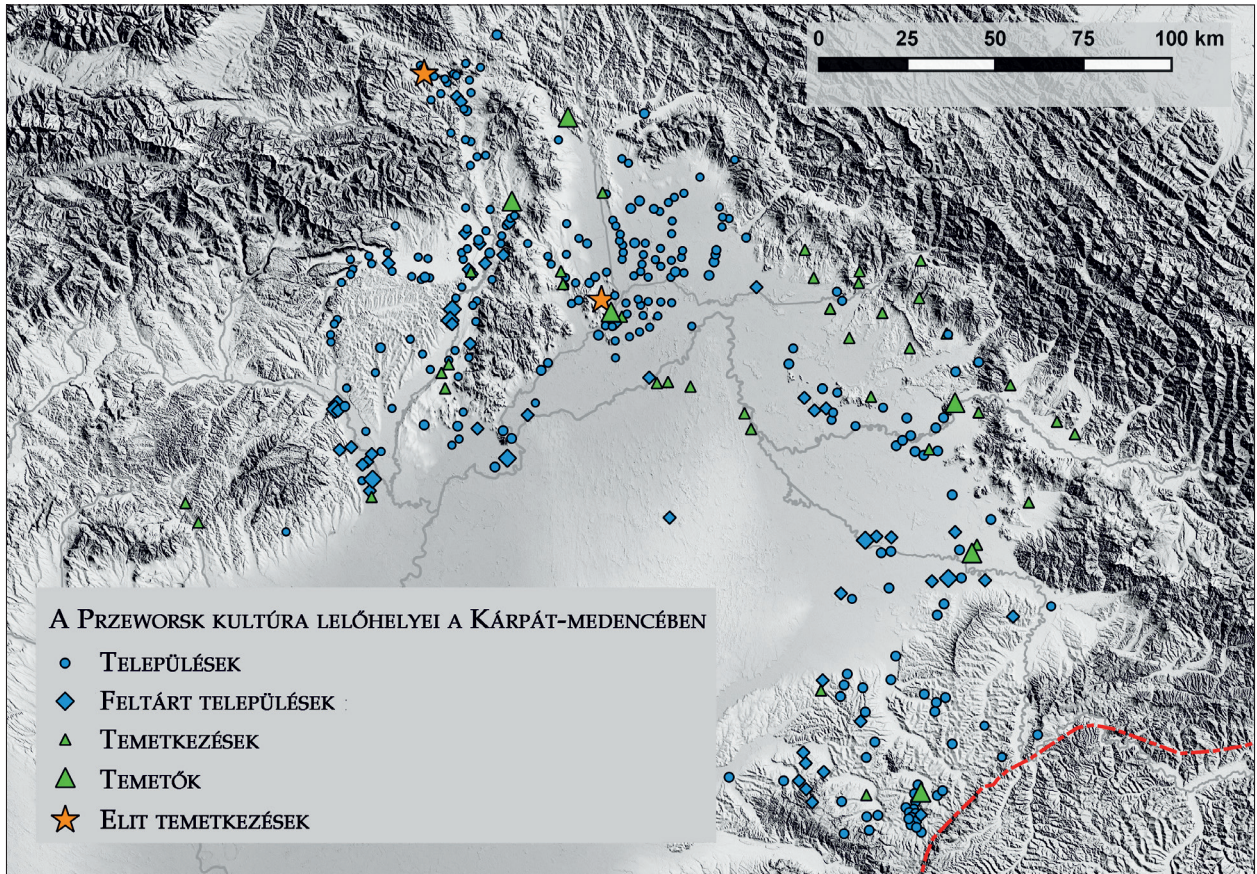 0 25 50 75 100 km
A Przeworsk kultúra lelőhelyei a Kárpát-medencében
Települések
Feltárt települések
Temetkezések
Temetők
Elit temetkezések